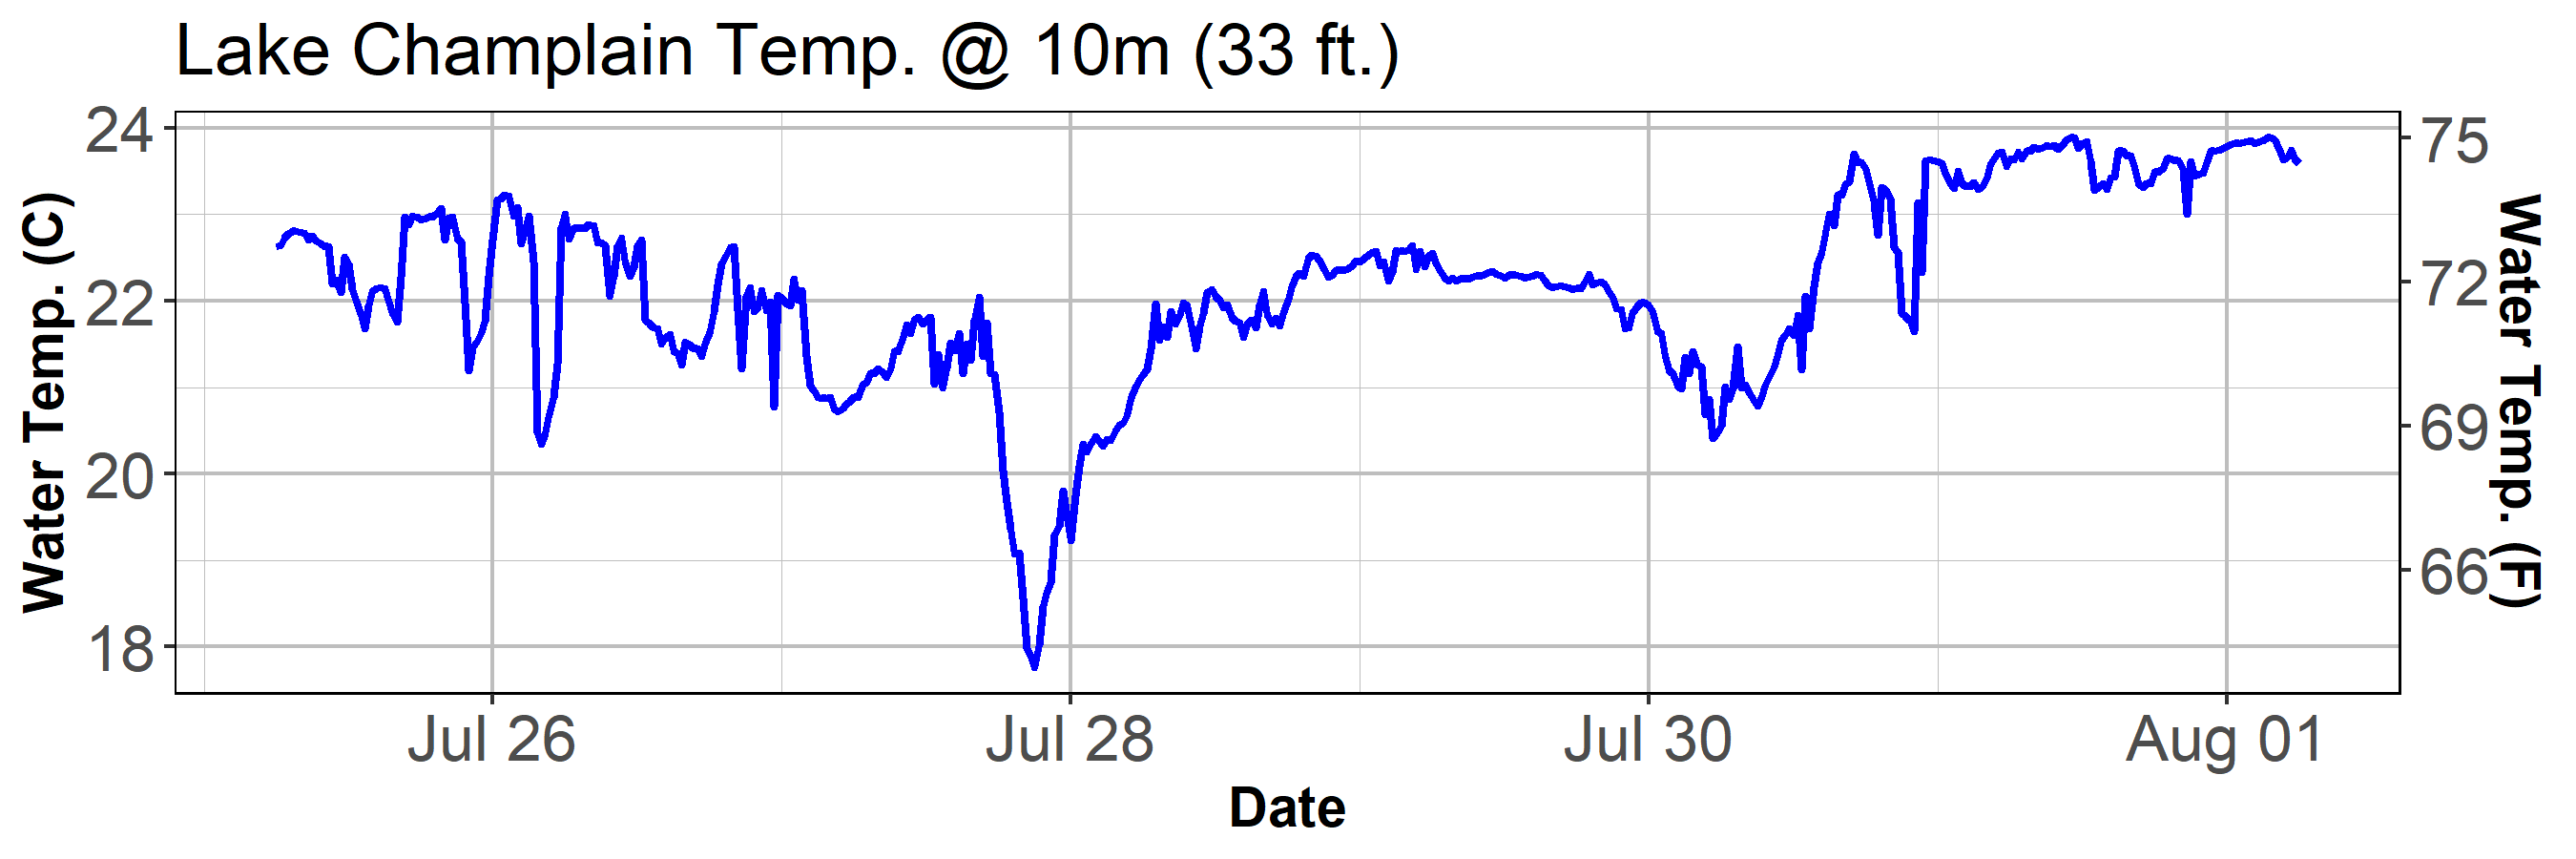 Lake Champlain Temp. @ 10m (33 ft.)
Water Temp. (C)
24
22
20
18
75
72
69
66
Water Temp. (F)
Jul 26
Jul 28
Jul 30
Aug 01
Date